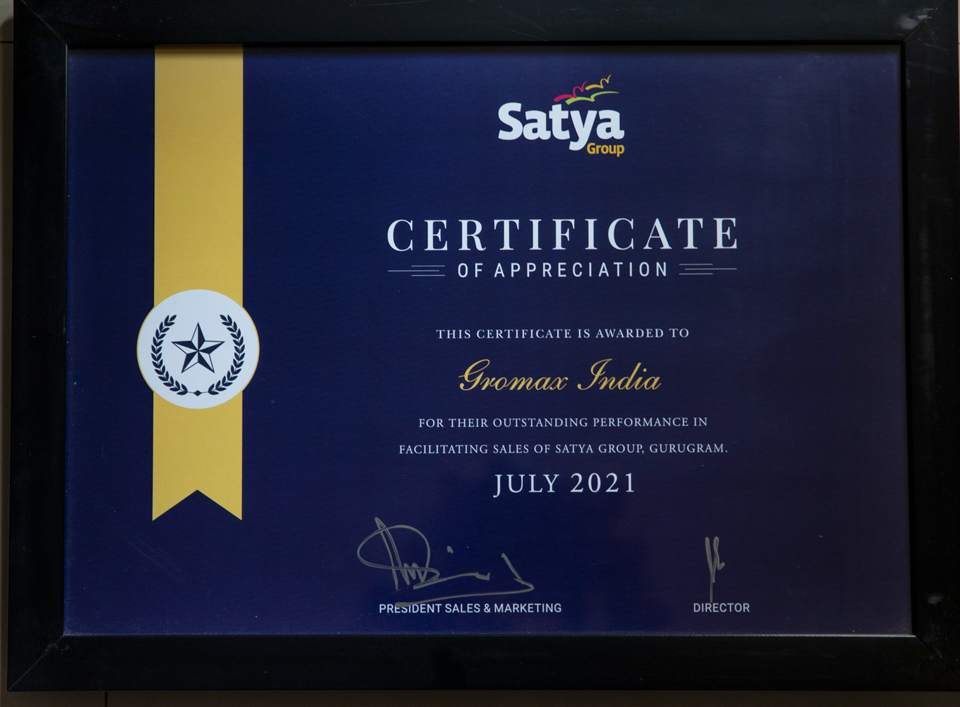 Satya
Group
CERTIFICATE
OF APPRECIATION
THIS CERTIFICATE IS AWARDED TO
Gromax India
FOR THEIR OUTSTANDING PERFORMANCE IN
FACILITATING SALES OF SATYA GROUP, GURUGRAM.
JULY 2021
PRESIDENT SALES & MARKETING
DIRECTOR